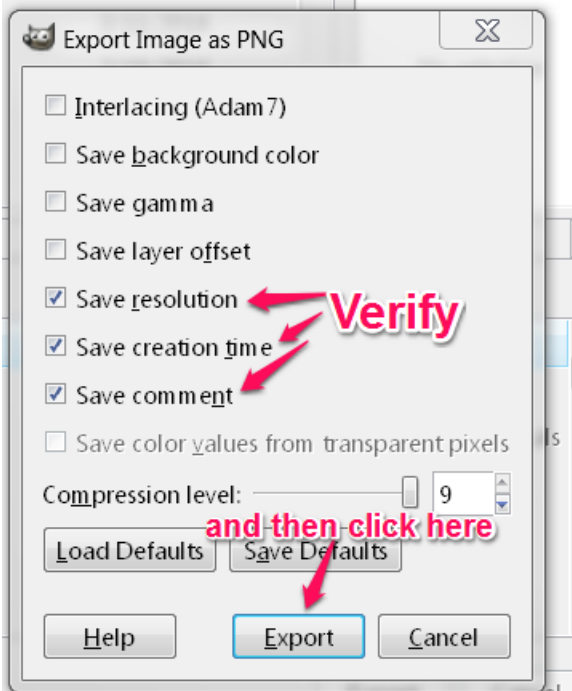 Export Image as PNG
Interlacing (Adam7)
Save background color
Save gamma
Save layer offset
Save resolution
Verify
Save creation time
Save comment
Save color values from transparent pixels
Compression level: 9
and then click here
Load Defaults Save Defaults
Help Export Cancel